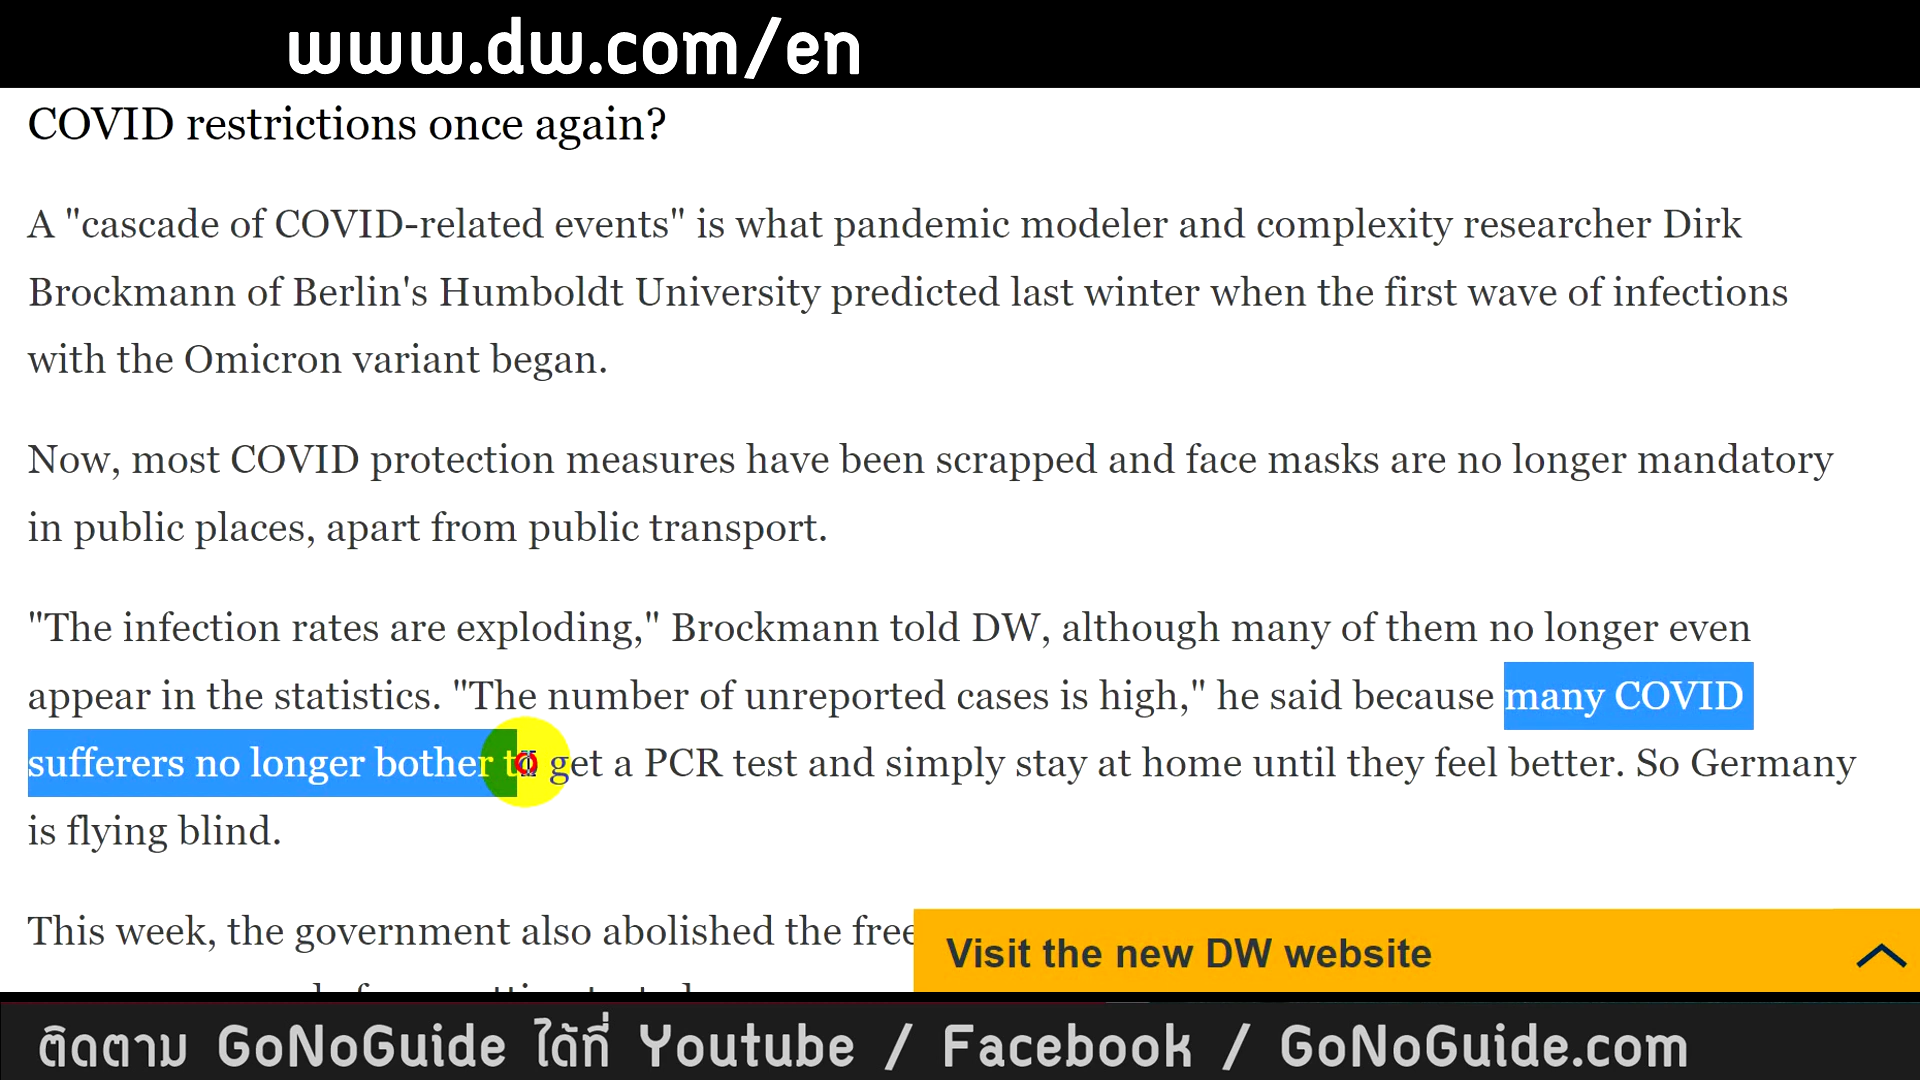 www.dw.com/en
COVID restrictions once again?
A "cascade of COVID-related events" is what pandemic modeler and complexity researcher Dirk
Brockmann of Berlin's Humboldt University predicted last winter when the first wave of infections
with the Omicron variant began.
Now, most COVID protection measures have been scrapped and face masks are no longer mandatory
in public places, apart from public transport.
"The infection rates are exploding," Brockmann told DW, although many of them no longer even
appear in the statistics. "The number of unreported cases is high," he said because many COVID
sufferers no longer bother to get a PCR test and simply stay at home until they feel better. So Germany
is flying blind.
This week, the government also abolished the free
Visit the new DW website
ติดตาม GoNoGuide ได้ที่ Youtube / Facebook / GoNoGuide.com